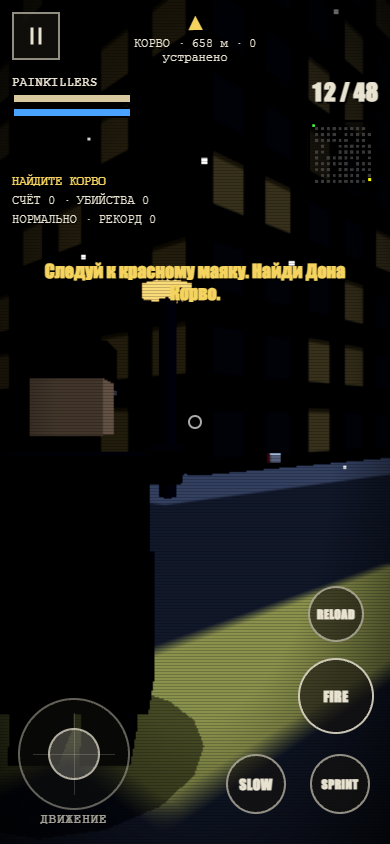 КОРВО · 658 м · 0
устранено
PAINKILLERS
12/48
НАЙДИТЕ КОРВО
СЧЁТ 0 · УБИЙСТВА 0
НОРМАЛЬНО · РЕКОРД 0
Следуй к красному маяку. Найди Дона
Корво.
RELOAD
FIRE
SLOW
SPRINT
ДВИЖЕНИЕ